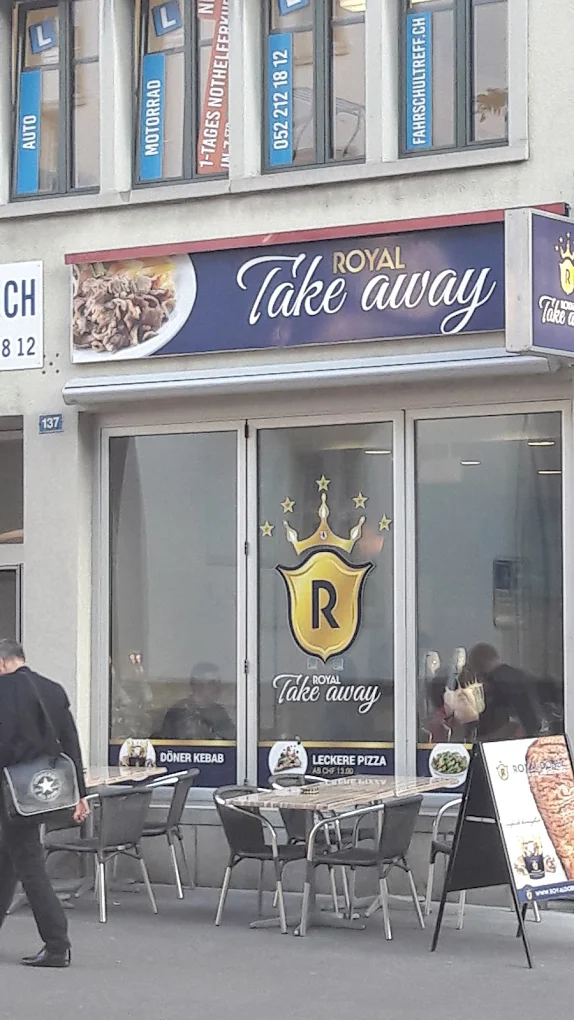 L
L
L
AUTO
MOTORRAD
1-TAGES NOTHELFERKU
052 212 18 12
FAHRSCHULTREFF.CH
CH
8 12
ROYAL
Take away
R
137
R
ROYAL
Take away
DÖNER KEBAB
LECKERE PIZZA
AB CHF 13.00